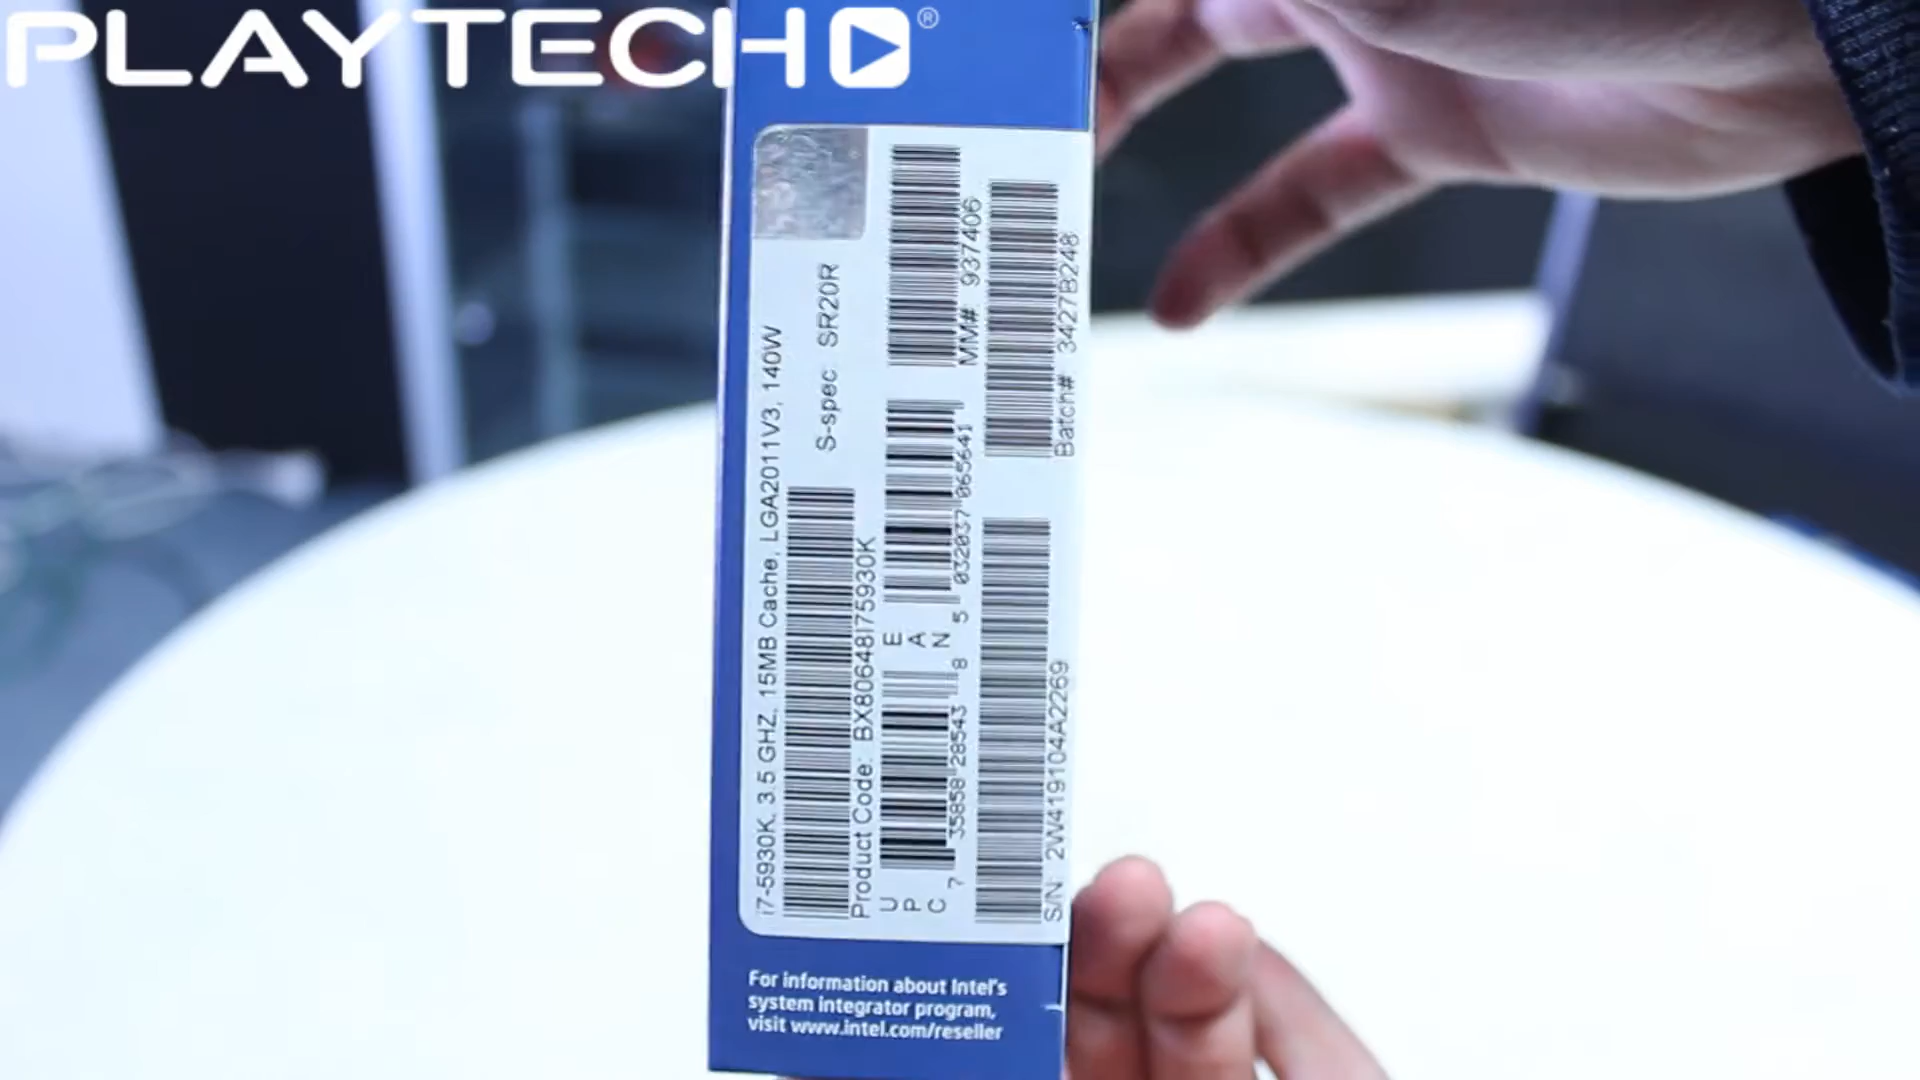 PLAYTECH®
i7-5930K, 3.5 GHZ, 15MB Cache, LGA2011V3, 140W
S-spec SR20R
Product Code: BX80648I75930K
MM# 937406
EAN
5 032037 065641
UPC
7 35858 28543 8
Batch# 3427B248
S/N: 2W419104A2269
For information about Intel's
system integrator program,
visit www.intel.com/reseller